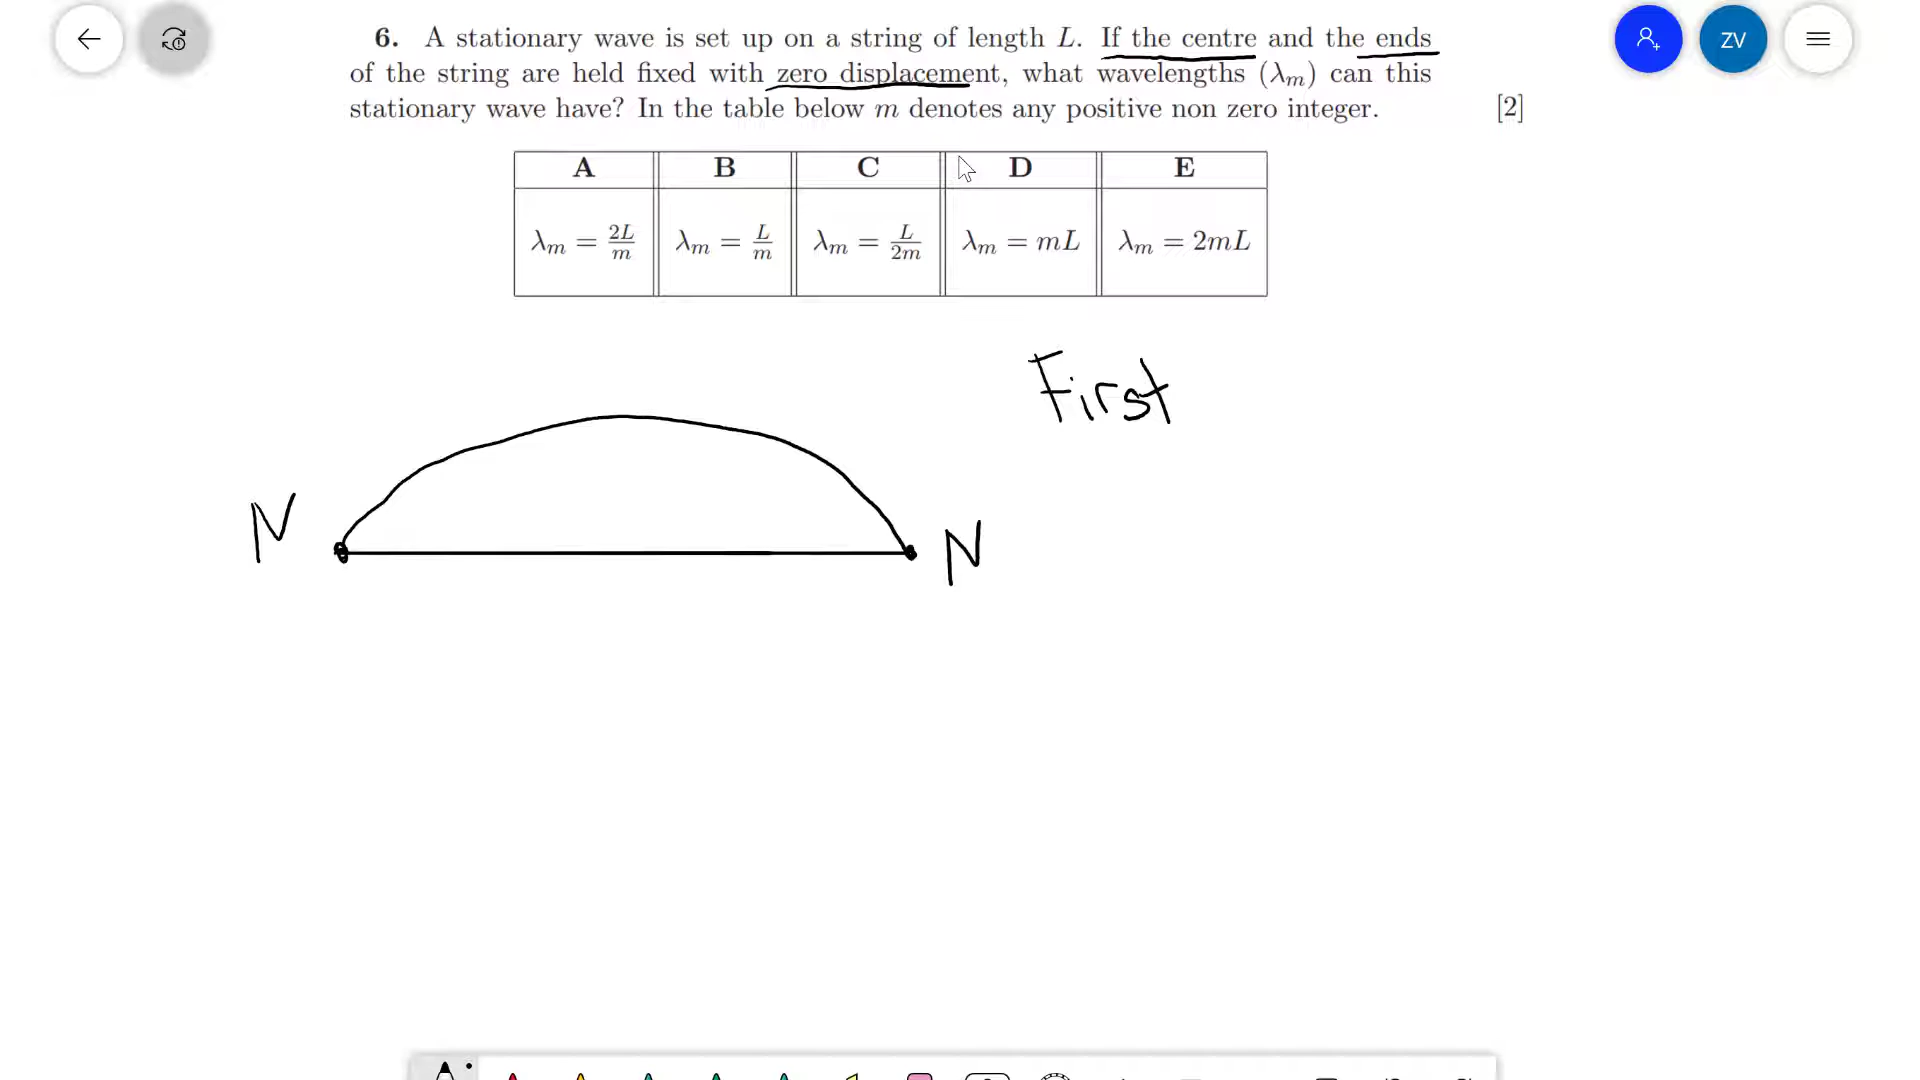 ZV
6. A stationary wave is set up on a string of length L. If the centre and the ends
of the string are held fixed with zero displacement, what wavelengths (λₘ) can this
stationary wave have? In the table below m denotes any positive non zero integer. [2]
A B C D E
λₘ = 2L/m λₘ = L/m λₘ = L/2m λₘ = mL λₘ = 2mL
First
N N